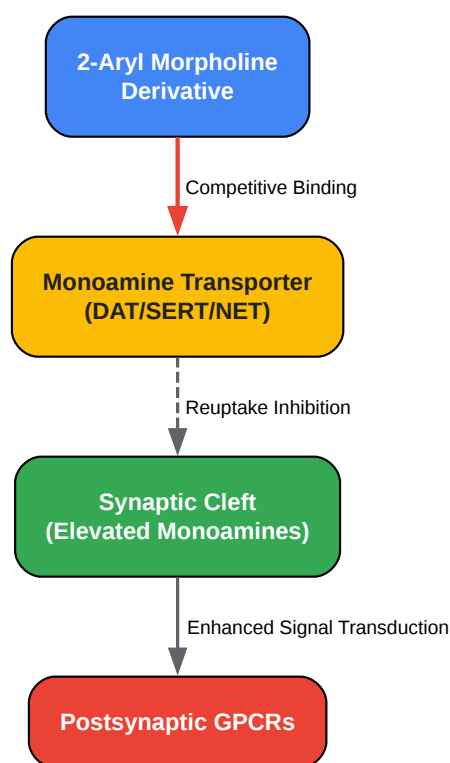 2-Aryl Morpholine
Derivative
Competitive Binding
Monoamine Transporter
(DAT/SERT/NET)
Reuptake Inhibition
Synaptic Cleft
(Elevated Monoamines)
Enhanced Signal Transduction
Postsynaptic GPCRs